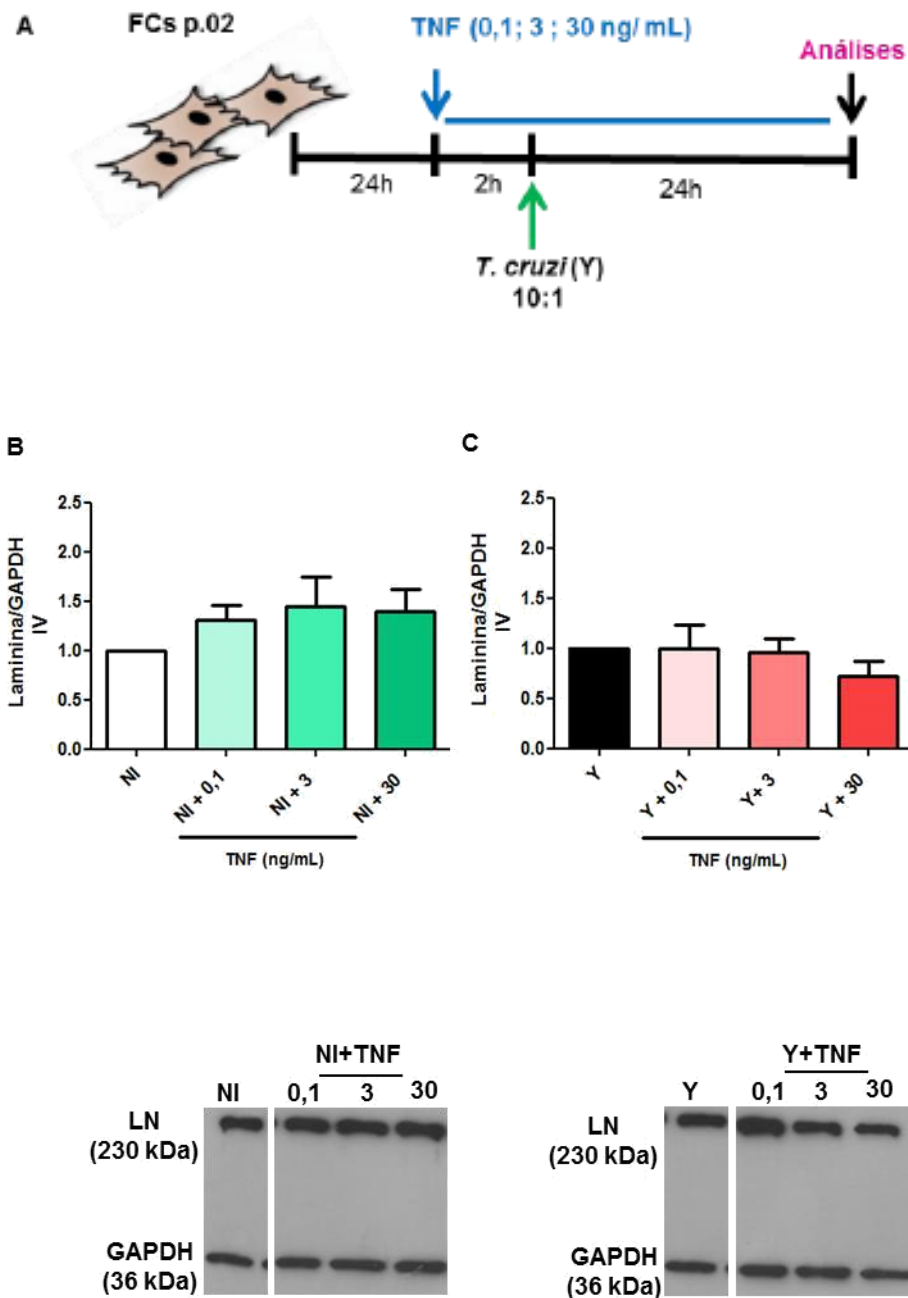 A
FCs p.02
TNF (0,1; 3 ; 30 ng/ mL)
Análises
24h
2h
24h
T. cruzi (Y)
10:1
B
Laminina/GAPDH
IV
2.5
2.0
1.5
1.0
0.5
0.0
NI
NI + 0,1
NI + 3
NI + 30
TNF (ng/mL)
C
Laminina/GAPDH
IV
2.5
2.0
1.5
1.0
0.5
0.0
Y
Y + 0,1
Y+ 3
Y + 30
TNF (ng/mL)
NI+TNF
NI 0,1 3 30
LN
(230 kDa)
GAPDH
(36 kDa)
Y+TNF
Y 0,1 3 30
LN
(230 kDa)
GAPDH
(36 kDa)